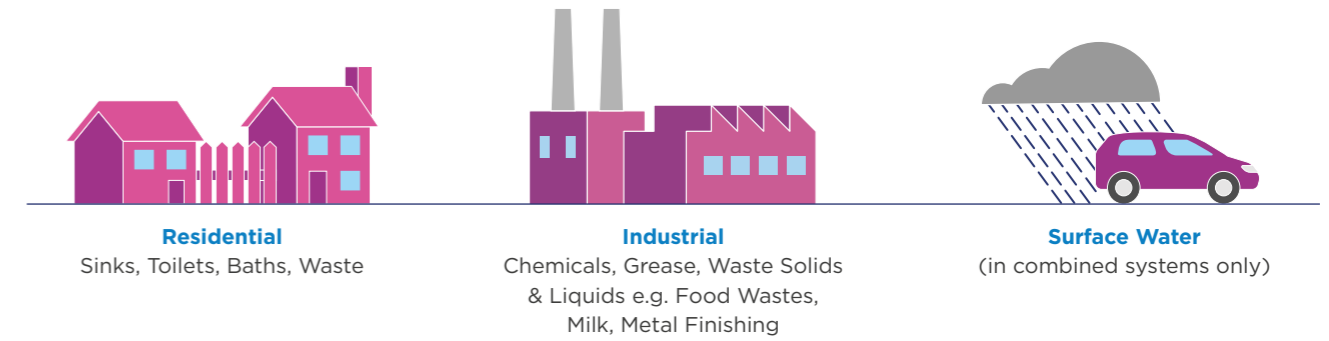 Residential
Sinks, Toilets, Baths, Waste
Industrial
Chemicals, Grease, Waste Solids
& Liquids e.g. Food Wastes,
Milk, Metal Finishing
Surface Water
(in combined systems only)